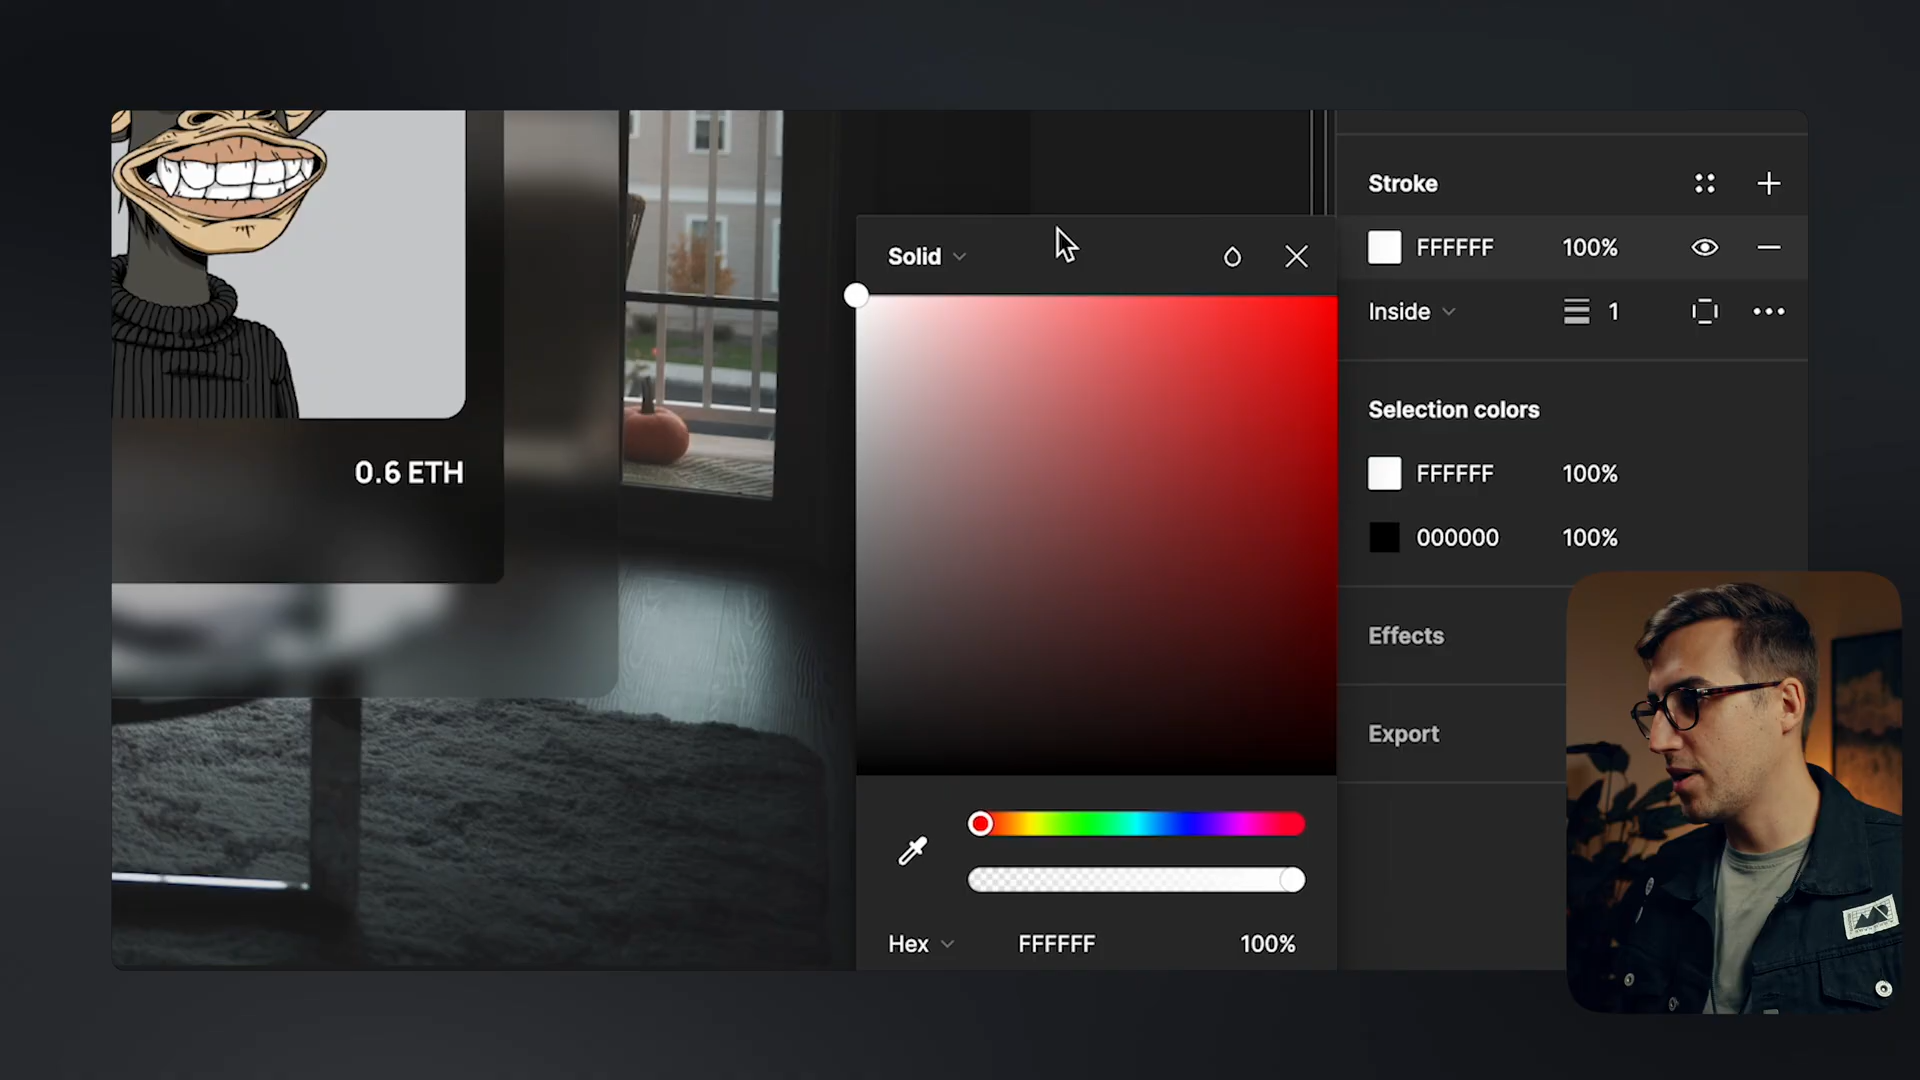 0.6 ETH
Solid
Hex FFFFFF 100%
Stroke
FFFFFF 100%
Inside 1
Selection colors
FFFFFF 100%
000000 100%
Effects
Export